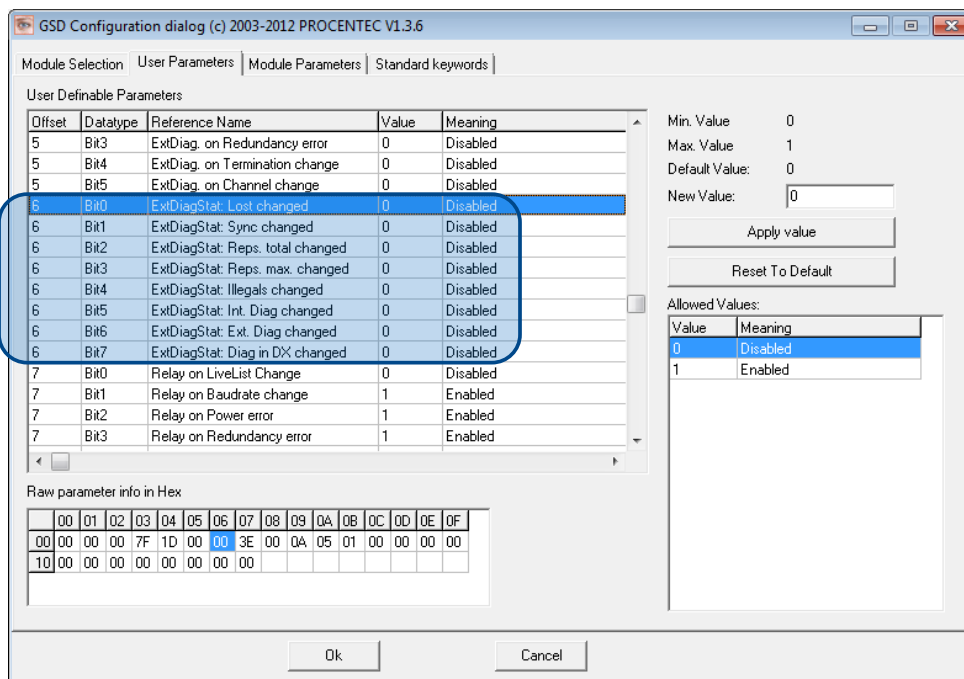 GSD Configuration dialog (c) 2003-2012 PROCENTEC V1.3.6
Module Selection User Parameters Module Parameters Standard keywords
User Definable Parameters
Offset Datatype Reference Name Value Meaning
5 Bit3 ExtDiag. on Redundancy error 0 Disabled
5 Bit4 ExtDiag. on Termination change 0 Disabled
5 Bit5 ExtDiag. on Channel change 0 Disabled
6 Bit0 ExtDiagStat: Lost changed 0 Disabled
6 Bit1 ExtDiagStat: Sync changed 0 Disabled
6 Bit2 ExtDiagStat: Reps. total changed 0 Disabled
6 Bit3 ExtDiagStat: Reps. max. changed 0 Disabled
6 Bit4 ExtDiagStat: Illegals changed 0 Disabled
6 Bit5 ExtDiagStat: Int. Diag changed 0 Disabled
6 Bit6 ExtDiagStat: Ext. Diag changed 0 Disabled
6 Bit7 ExtDiagStat: Diag in DX changed 0 Disabled
7 Bit0 Relay on LiveList Change 0 Disabled
7 Bit1 Relay on Baudrate change 1 Enabled
7 Bit2 Relay on Power error 1 Enabled
7 Bit3 Relay on Redundancy error 1 Enabled
Min. Value 0
Max. Value 1
Default Value: 0
New Value: 0
Apply value
Reset To Default
Allowed Values:
Value Meaning
0 Disabled
1 Enabled
Raw parameter info in Hex
00 01 02 03 04 05 06 07 08 09 0A 0B 0C 0D 0E 0F
00 00 00 00 7F 1D 00 00 3E 00 0A 05 01 00 00 00 00
10 00 00 00 00 00 00 00 00
Ok Cancel